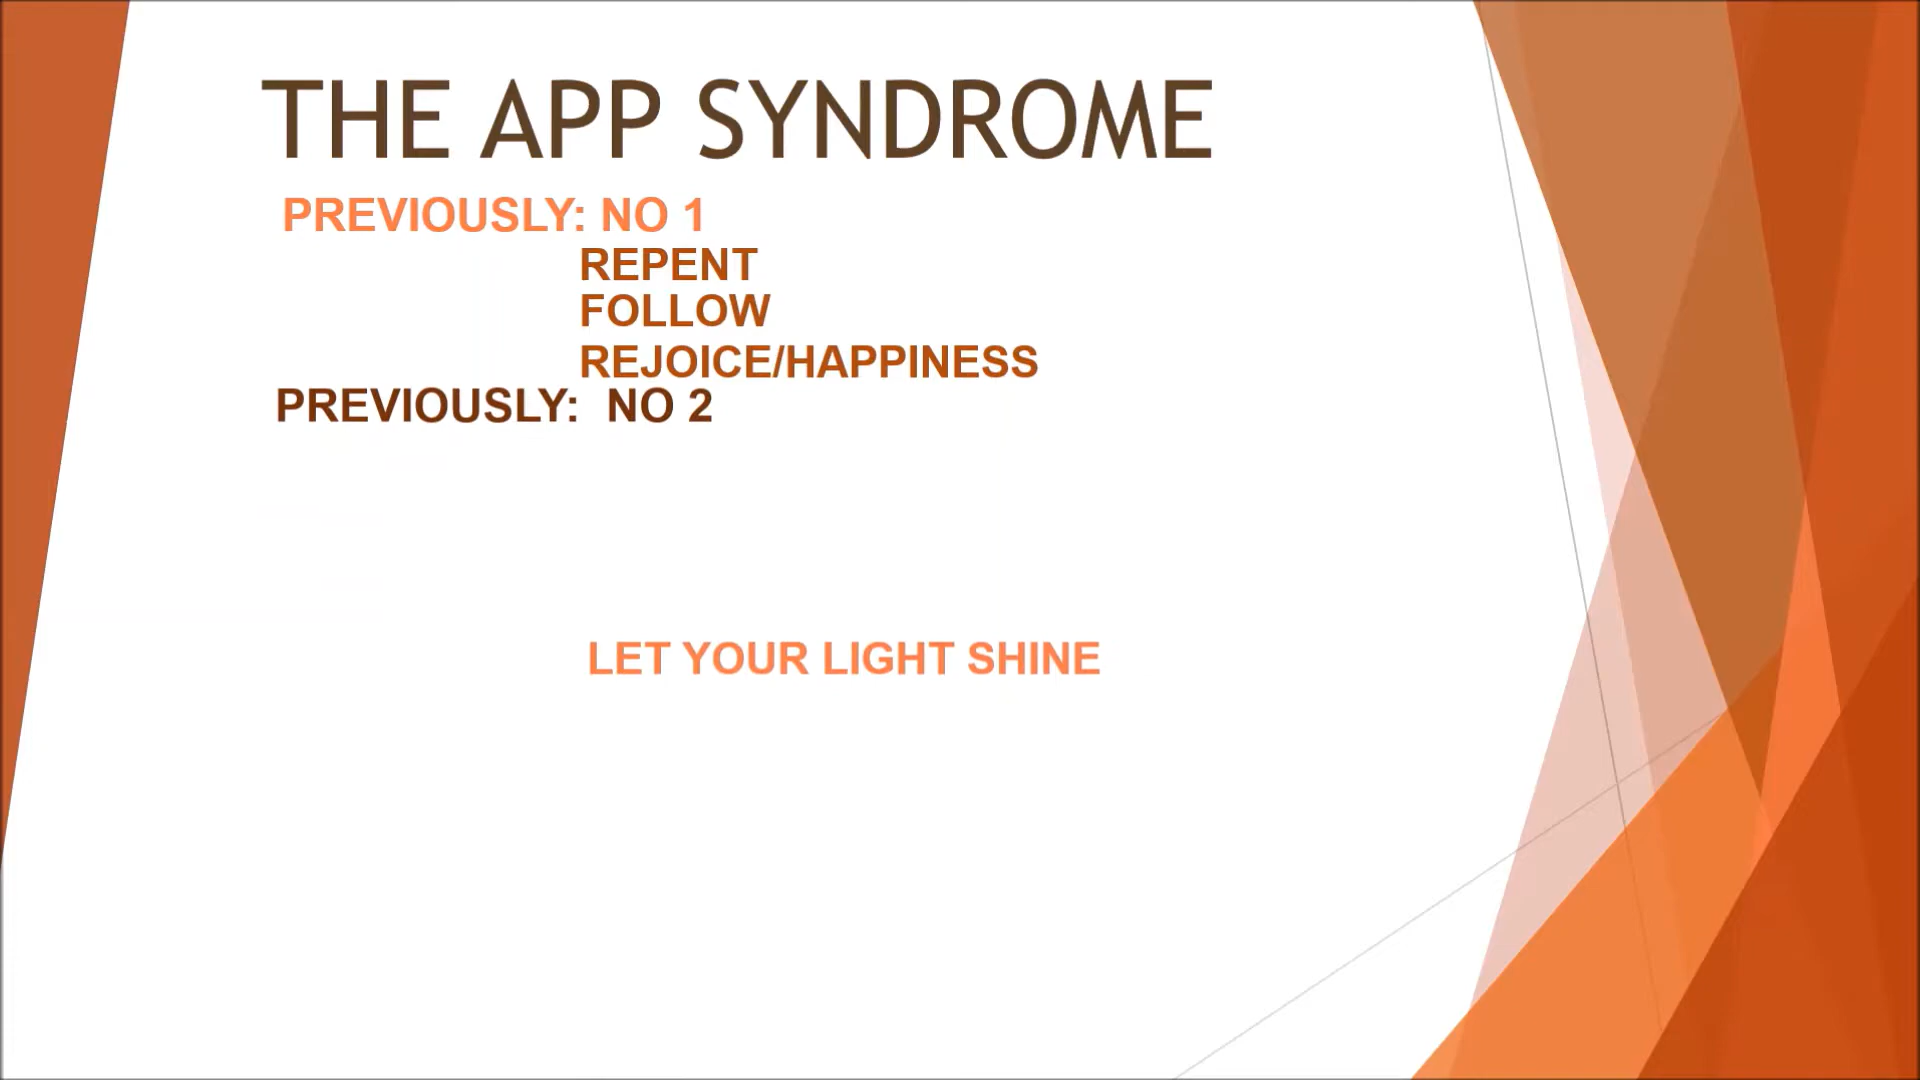 THE APP SYNDROME
PREVIOUSLY: NO 1
REPENT
FOLLOW
REJOICE/HAPPINESS
PREVIOUSLY: NO 2
LET YOUR LIGHT SHINE